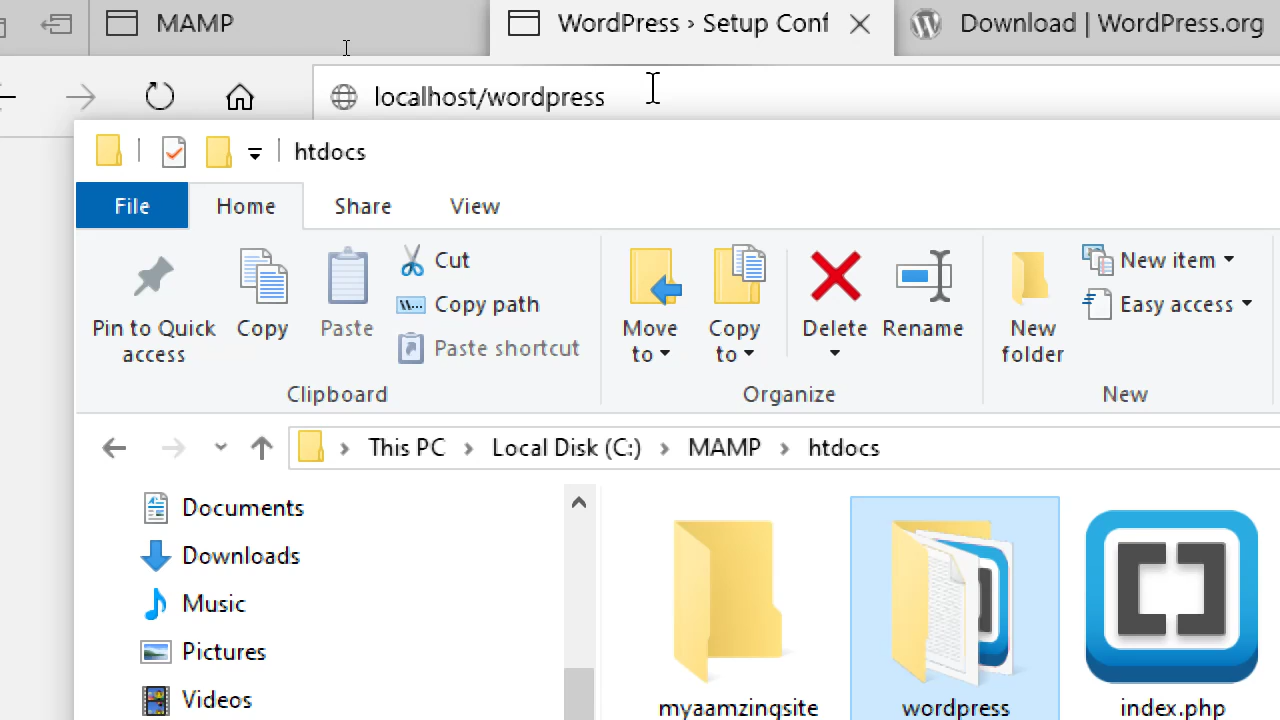 MAMP
WordPress › Setup Conf
Download | WordPress.org
localhost/wordpress
htdocs
File Home Share View
Pin to Quick access
Copy
Paste
Cut
Copy path
Paste shortcut
Move to
Copy to
Delete
Rename
New folder
New item
Easy access
Clipboard Organize New
This PC Local Disk (C:) MAMP htdocs
Documents
Downloads
Music
Pictures
Videos
myaamzingsite wordpress index.php